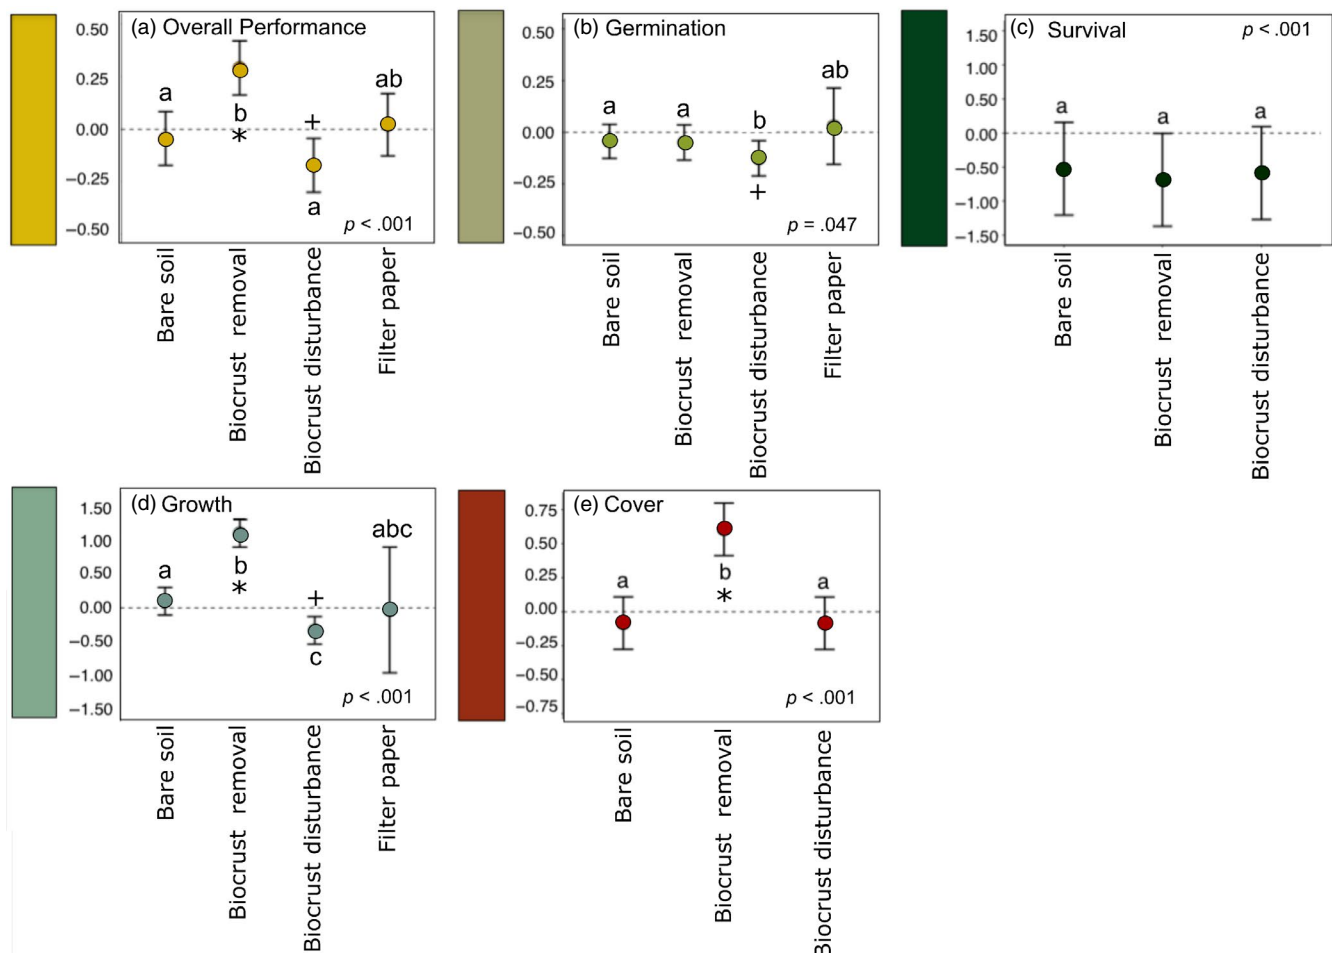 (a) Overall Performance
0.50
0.25
0.00
−0.25
−0.50
a
b
*
+
a
ab
p < .001
Bare soil
Biocrust removal
Biocrust disturbance
Filter paper
(b) Germination
0.50
0.25
0.00
−0.25
−0.50
a
a
b
+
ab
p = .047
Bare soil
Biocrust removal
Biocrust disturbance
Filter paper
(c) Survival
p < .001
1.50
1.00
0.50
0.00
−0.50
−1.00
−1.50
a
a
a
Bare soil
Biocrust removal
Biocrust disturbance
(d) Growth
1.50
1.00
0.50
0.00
−0.50
−1.00
−1.50
a
b
*
+
c
abc
p < .001
Bare soil
Biocrust removal
Biocrust disturbance
Filter paper
(e) Cover
0.75
0.50
0.25
0.00
−0.25
−0.50
−0.75
a
b
*
a
p < .001
Bare soil
Biocrust removal
Biocrust disturbance